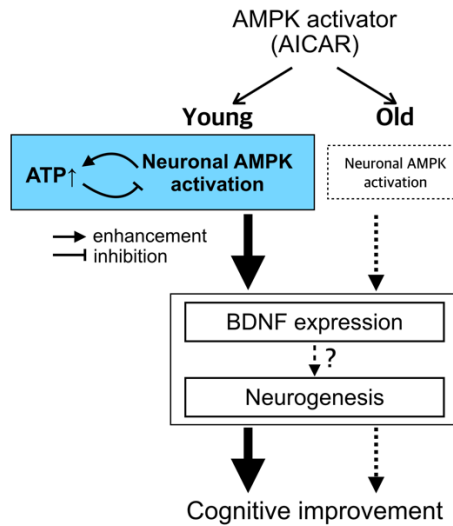 AMPK activator
(AICAR)
Young Old
ATP↑ Neuronal AMPK
activation
Neuronal AMPK
activation
enhancement
inhibition
BDNF expression
?
Neurogenesis
Cognitive improvement